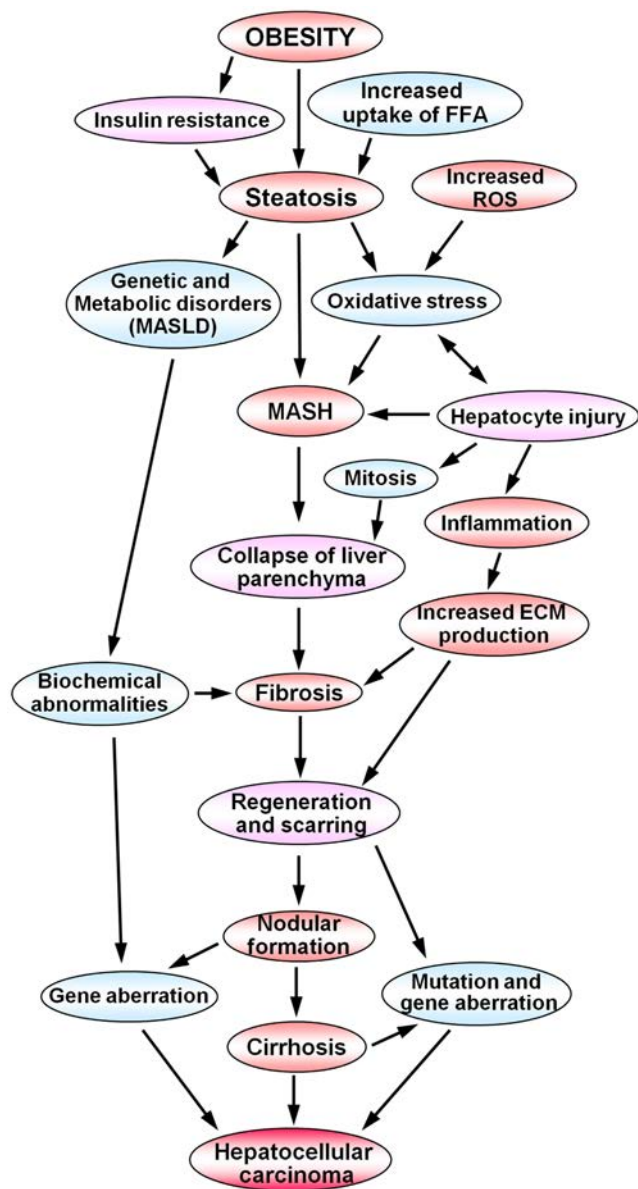 OBESITY
Increased
uptake of FFA
Insulin resistance
Steatosis
Increased
ROS
Genetic and
Metabolic disorders
(MASLD)
Oxidative stress
MASH
Hepatocyte injury
Mitosis
Inflammation
Collapse of liver
parenchyma
Increased ECM
production
Biochemical
abnormalities
Fibrosis
Regeneration
and scarring
Nodular
formation
Gene aberration
Mutation and
gene aberration
Cirrhosis
Hepatocellular
carcinoma